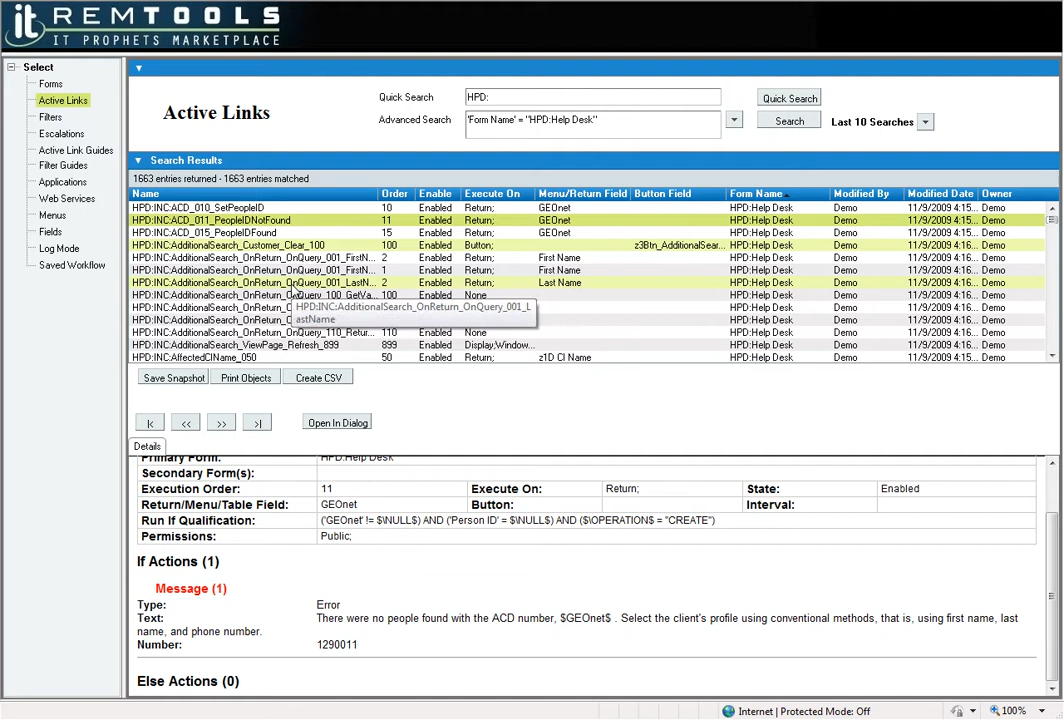 it REMTOOLS
IT PROPHETS MARKETPLACE
Select
Forms
Active Links
Filters
Escalations
Active Link Guides
Filter Guides
Applications
Web Services
Menus
Fields
Log Mode
Saved Workflow
Active Links
Quick Search HPD: Quick Search
Advanced Search 'Form Name' = "HPD:Help Desk" Search Last 10 Searches
Search Results
1663 entries returned - 1663 entries matched
Name Order Enable Execute On Menu/Return Field Button Field Form Name Modified By Modified Date Owner
HPD:INC:ACD_010_SetPeopleID 10 Enabled Return; GEOnet HPD:Help Desk Demo 11/9/2009 4:15... Demo
HPD:INC:ACD_011_PeopleIDNotFound 11 Enabled Return; GEOnet HPD:Help Desk Demo 11/9/2009 4:15... Demo
HPD:INC:ACD_015_PeopleIDFound 15 Enabled Return; GEOnet HPD:Help Desk Demo 11/9/2009 4:15... Demo
HPD:INC:AdditionalSearch_Customer_Clear_100 100 Enabled Button; z3Btn_AdditionalSear... HPD:Help Desk Demo 11/9/2009 4:16... Demo
HPD:INC:AdditionalSearch_OnReturn_OnQuery_001_FirstN... 2 Enabled Return; First Name HPD:Help Desk Demo 11/9/2009 4:15... Demo
HPD:INC:AdditionalSearch_OnReturn_OnQuery_001_FirstN... 1 Enabled Return; First Name HPD:Help Desk Demo 11/9/2009 4:16... Demo
HPD:INC:AdditionalSearch_OnReturn_OnQuery_001_LastN... 2 Enabled Return; Last Name HPD:Help Desk Demo 11/9/2009 4:15... Demo
HPD:INC:AdditionalSearch_OnReturn_OnQuery_100_GetVa... 100 Enabled None HPD:Help Desk Demo 11/9/2009 4:16... Demo
HPD:INC:AdditionalSearch_OnReturn_O HPD:Help Desk Demo 11/9/2009 4:16... Demo
HPD:INC:AdditionalSearch_OnReturn_O HPD:Help Desk Demo 11/9/2009 4:16... Demo
HPD:INC:AdditionalSearch_OnReturn_OnQuery_001_L
astName
HPD:INC:AdditionalSearch_OnReturn_OnQuery_110_Retur... 110 Enabled None HPD:Help Desk Demo 11/9/2009 4:16... Demo
HPD:INC:AdditionalSearch_ViewPage_Refresh_899 899 Enabled Display;Window... HPD:Help Desk Demo 11/9/2009 4:16... Demo
HPD:INC:AffectedCIName_050 50 Enabled Return; z1D CI Name HPD:Help Desk Demo 11/9/2009 4:15... Demo
Save Snapshot Print Objects Create CSV
|< << >> >| Open In Dialog
Details
Primary Form: HPD:Help Desk
Secondary Form(s):
Execution Order: 11 Execute On: Return; State: Enabled
Return/Menu/Table Field: GEOnet Button: Interval:
Run If Qualification: ('GEOnet' != $\NULL$) AND ('Person ID' = $\NULL$) AND ($\OPERATION$ = "CREATE")
Permissions: Public;
If Actions (1)
Message (1)
Type: Error
Text: There were no people found with the ACD number, $GEOnet$ . Select the client's profile using conventional methods, that is, using first name, last
name, and phone number.
Number: 1290011
Else Actions (0)
Internet | Protected Mode: Off 100%